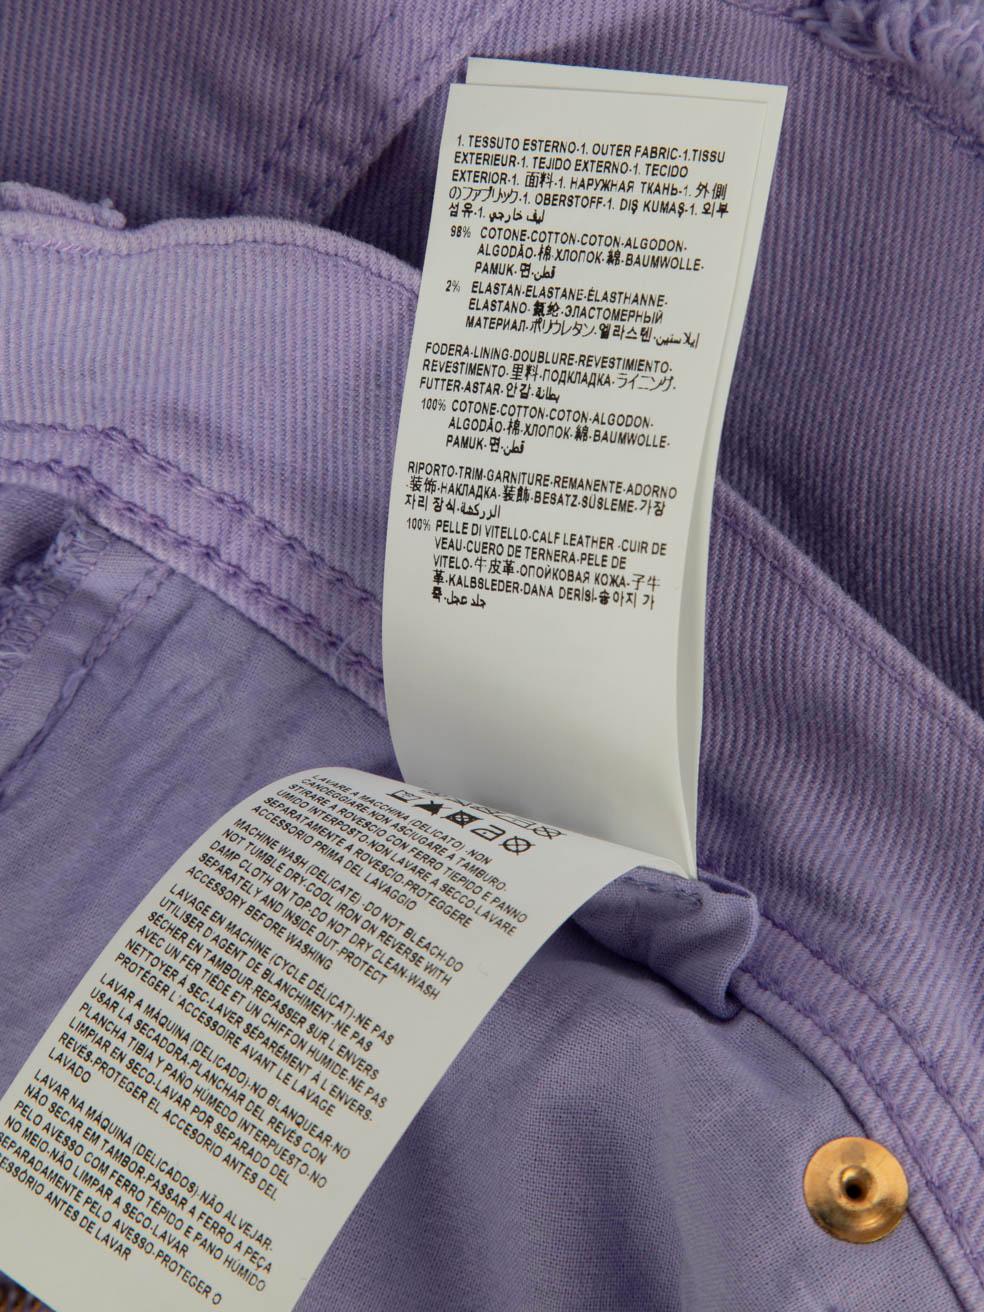 1. TESSUTO ESTERNO-1. OUTER FABRIC-1.TISSU
EXTERIEUR-1. TEJIDO EXTERNO-1. TECIDO
EXTERIOR-1. 面料-1. НАРУЖНАЯ ТКАНЬ-1. 外側
のファブリック-1. OBERSTOFF-1. DIŞ KUMAŞ-1. 외부
섬유-1. ليف خارجي
98% COTONE-COTTON-COTON-ALGODON-
ALGODÃO-棉-ХЛОПОК-綿-BAUMWOLLE-
PAMUK-면-قطن
2% ELASTAN-ELASTANE-ÉLASTHANNE-
ELASTANO-氨纶-ЭЛАСТОМЕРНЫЙ
МАТЕРИАЛ-ポリウレタン-엘라스텐-إيلاستين
FODERA-LINING-DOUBLURE-REVESTIMIENTO-
REVESTIMENTO-里料-ПОДКЛАДКА-ライニング-
FUTTER-ASTAR-안감-بطانة
100% COTONE-COTTON-COTON-ALGODON-
ALGODÃO-棉-ХЛОПОК-綿-BAUMWOLLE-
PAMUK-면-قطن
RIPORTO-TRIM-GARNITURE-REMANENTE-ADORNO
-装饰-НАКЛАДКА-装飾-BESATZ-SÜSLEME-가장
자리 장식-الزركشة
100% PELLE DI VITELLO-CALF LEATHER-CUIR DE
VEAU-CUERO DE TERNERA-PELE DE
VITELO-牛皮革-ОПОЙКОВАЯ КОЖА-子牛
革-KALBSLEDER-DANA DERİSİ-송아지 가
죽-جلد عجل
LAVARE A MACCHINA (DELICATO)-NON
CANDEGGIARE-NON ASCIUGARE A TAMBURO-
STIRARE A ROVESCIO CON FERRO TIEPIDO E PANNO
UMIDO INTERPOSTO-NON LAVARE A SECCO-LAVARE
SEPARATAMENTE A ROVESCIO-PROTEGGERE
ACCESSORIO PRIMA DEL LAVAGGIO
MACHINE WASH (DELICATE)-DO NOT BLEACH-DO
NOT TUMBLE DRY-COOL IRON ON REVERSE WITH
DAMP CLOTH ON TOP-DO NOT DRY CLEAN-WASH
SEPARATELY AND INSIDE OUT-PROTECT
ACCESSORY BEFORE WASHING
LAVAGE EN MACHINE (CYCLE DÉLICAT)-NE PAS
UTILISER D'AGENT DE BLANCHIMENT-NE PAS
SÉCHER EN TAMBOUR-REPASSER SUR L'ENVERS
AVEC UN FER TIÈDE ET UN CHIFFON HUMIDE-NE PAS
NETTOYER À SEC-LAVER SÉPARÉMENT À L'ENVERS-
PROTÉGER L'ACCESSOIRE AVANT LE LAVAGE
LAVAR A MÁQUINA (DELICADO)-NO BLANQUEAR-NO
USAR LA SECADORA-PLANCHAR DEL REVÉS CON
PLANCHA TIBIA Y PAÑO HÚMEDO INTERPUESTO-NO
LIMPIAR EN SECO-LAVAR POR SEPARADO DEL
REVÉS-PROTEGER EL ACCESORIO ANTES DEL
LAVADO
LAVAR NA MÁQUINA (DELICADOS)-NÃO ALVEJAR-
NÃO SECAR EM TAMBOR-PASSAR A FERRO A PEÇA
PELO AVESSO COM FERRO TÉPIDO E PANO HÚMIDO
NO MEIO-NÃO LIMPAR A SECO-LAVAR
SEPARADAMENTE PELO AVESSO-PROTEGER O
ACESSÓRIO ANTES DE LAVAR